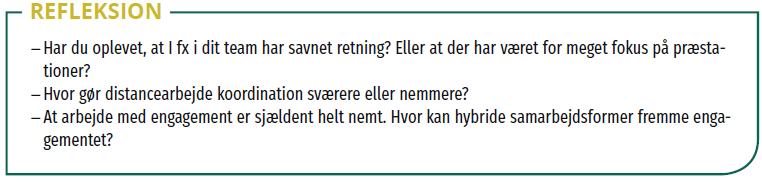 REFLEKSION
– Har du oplevet, at I fx i dit team har savnet retning? Eller at der har været for meget fokus på præsta-
tioner?
– Hvor gør distancearbejde koordination sværere eller nemmere?
– At arbejde med engagement er sjældent helt nemt. Hvor kan hybride samarbejdsformer fremme enga-
gementet?